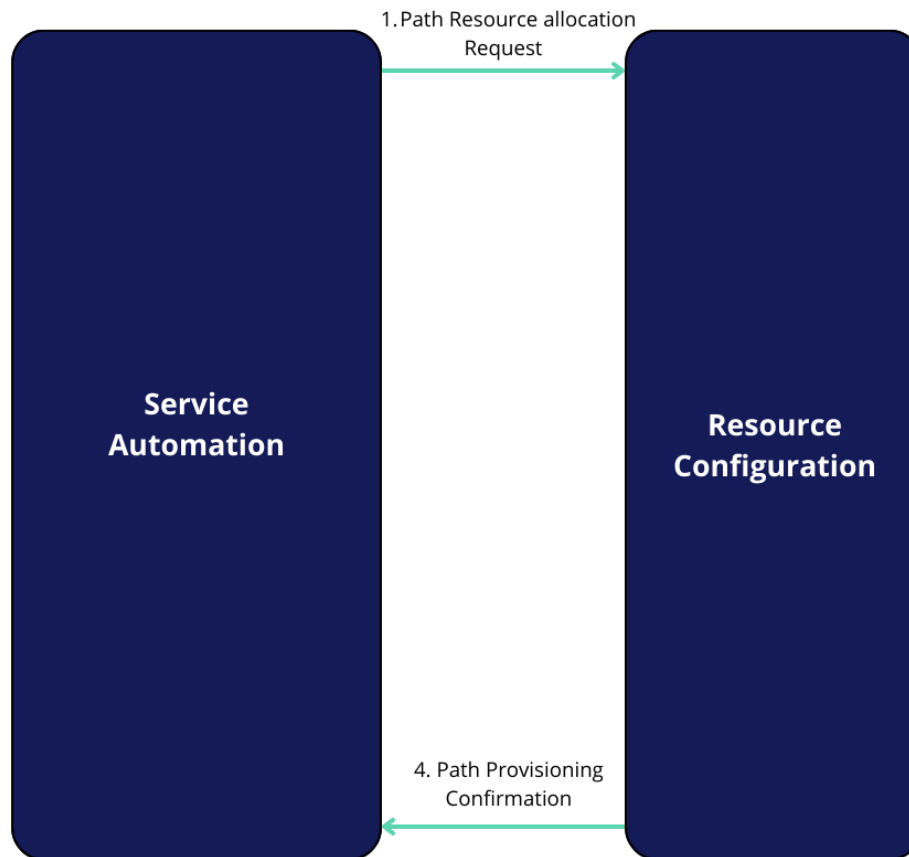 1. Path Resource allocation
Request
Service
Automation
Resource
Configuration
4. Path Provisioning
Confirmation